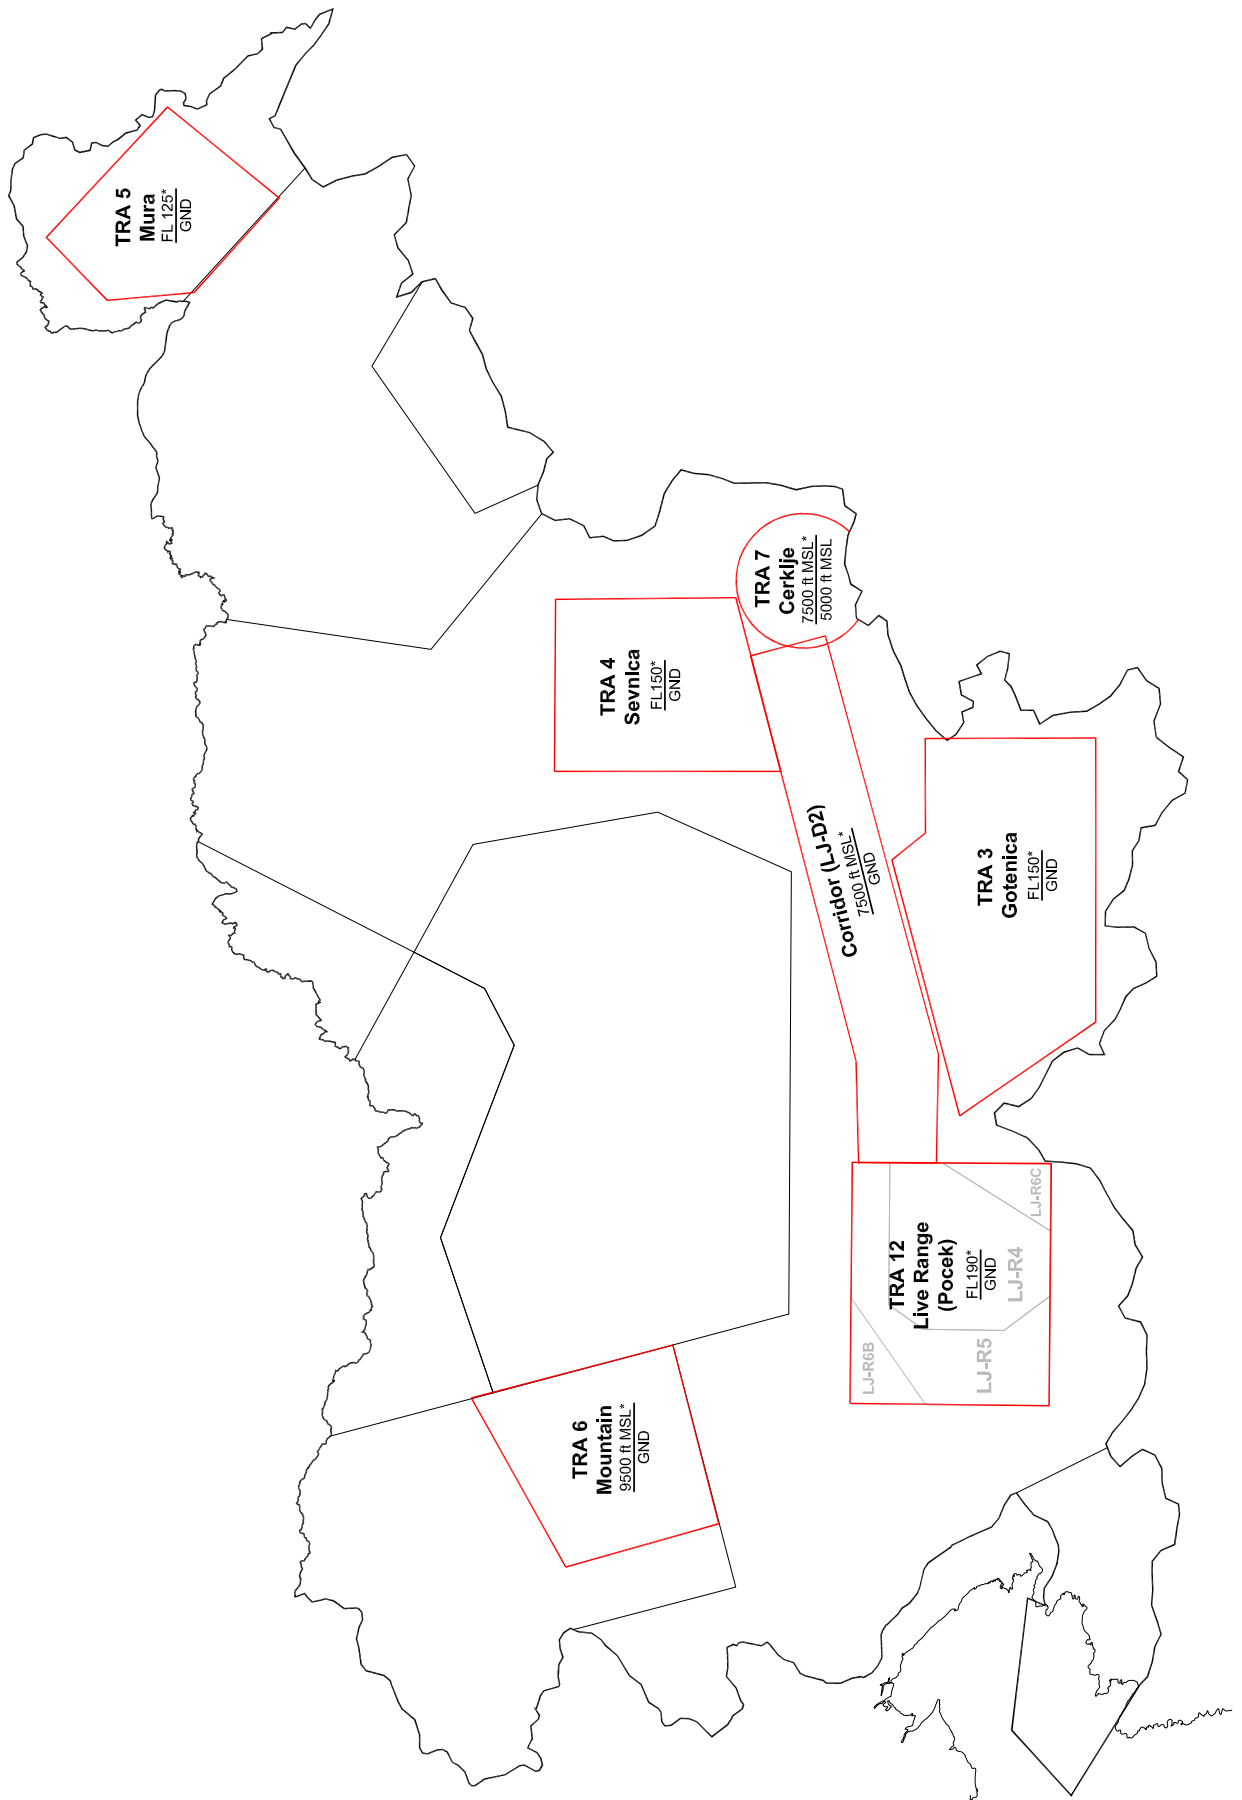 TRA 5
Mura
FL 125*
GND
TRA 7
Cerklje
7500 ft MSL*
5000 ft MSL
TRA 4
Sevnica
FL150*
GND
Corridor (LJ-D2)
7500 ft MSL*
GND
TRA 3
Gotenica
FL150*
GND
TRA 12
Live Range
(Pocek)
FL190*
GND
LJ-R4
LJ-R6C
LJ-R6B
LJ-R5
TRA 6
Mountain
9500 ft MSL*
GND